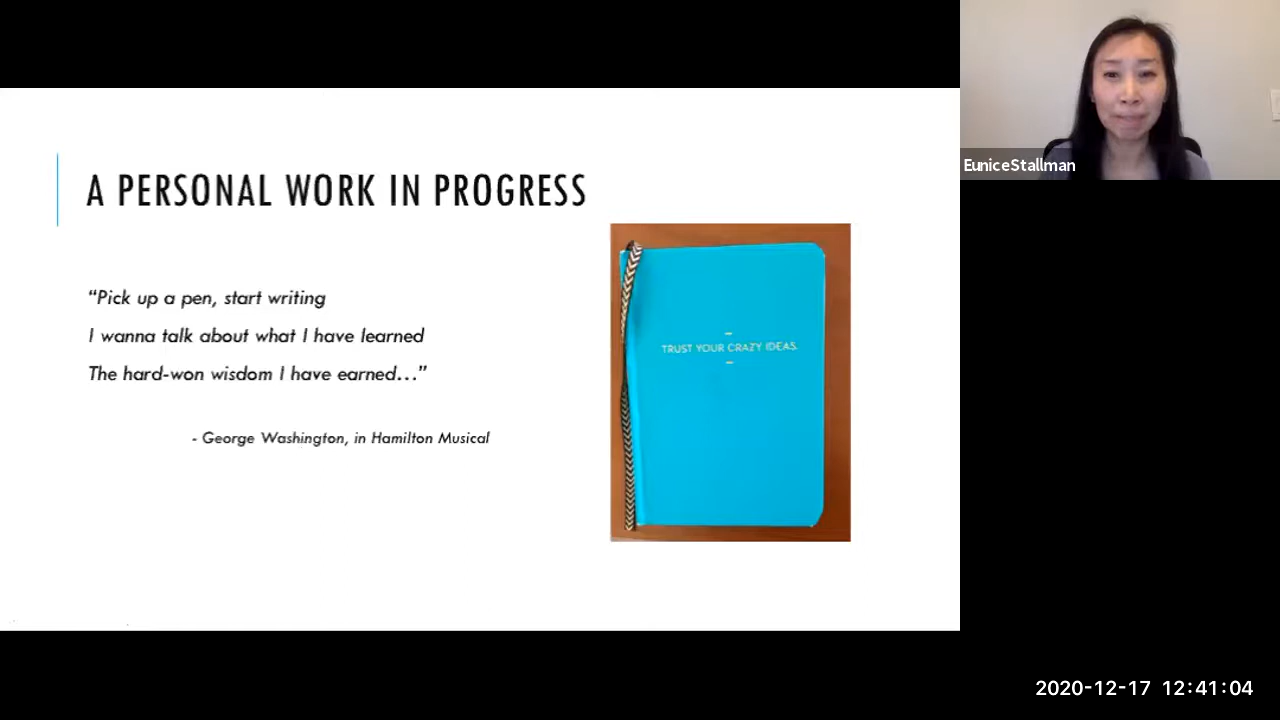 A PERSONAL WORK IN PROGRESS
“Pick up a pen, start writing
I wanna talk about what I have learned
The hard-won wisdom I have earned…”
- George Washington, in Hamilton Musical
TRUST YOUR CRAZY IDEAS.
EuniceStallman
2020-12-17 12:41:04